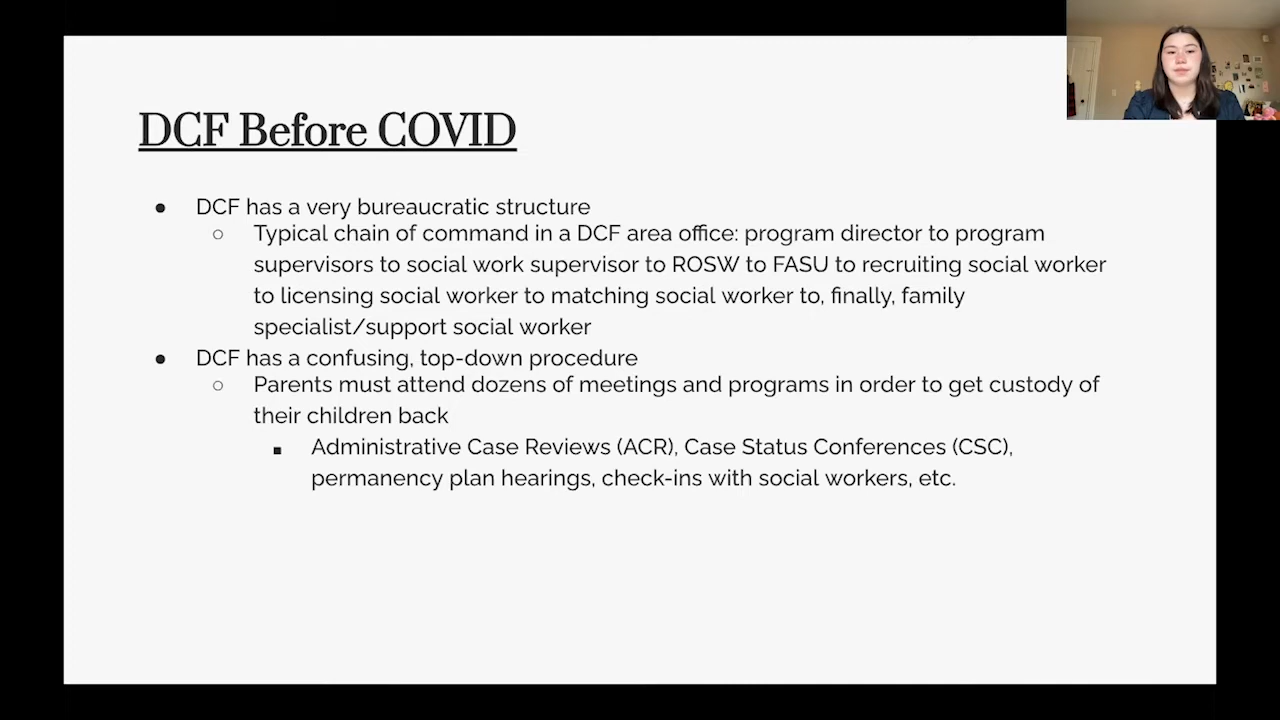 DCF Before COVID
● DCF has a very bureaucratic structure
○ Typical chain of command in a DCF area office: program director to program
supervisors to social work supervisor to ROSW to FASU to recruiting social worker
to licensing social worker to matching social worker to, finally, family
specialist/support social worker
● DCF has a confusing, top-down procedure
○ Parents must attend dozens of meetings and programs in order to get custody of
their children back
■ Administrative Case Reviews (ACR), Case Status Conferences (CSC),
permanency plan hearings, check-ins with social workers, etc.